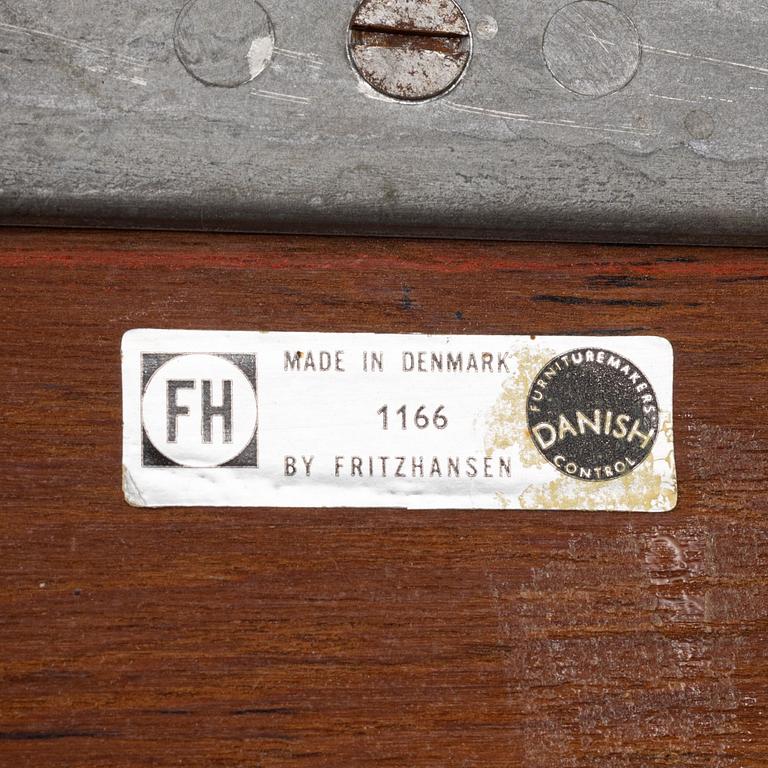 FH
MADE IN DENMARK
1166
BY FRITZHANSEN
FURNITUREMAKERS
DANISH
CONTROL